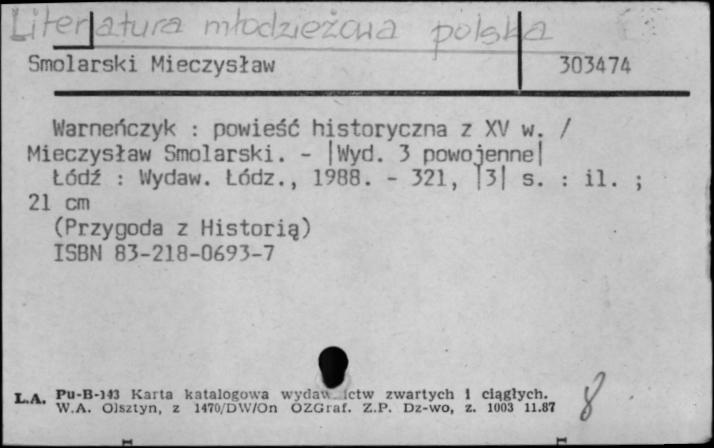 Literatura młodzieżowa polska
Smolarski Mieczysław 303474
Warneńczyk : powieść historyczna z XV w. /
Mieczysław Smolarski. - |Wyd. 3 powojenne|
Łódź : Wydaw. Łódz., 1988. - 321, |3| s. : il. ;
21 cm
(Przygoda z Historią)
ISBN 83-218-0693-7
L.A. Pu-B-143 Karta katalogowa wydaw ictw zwartych i ciągłych.
W.A. Olsztyn, z 1470/DW/On OZGraf. Z.P. Dz-wo, z. 1003 11.87
8